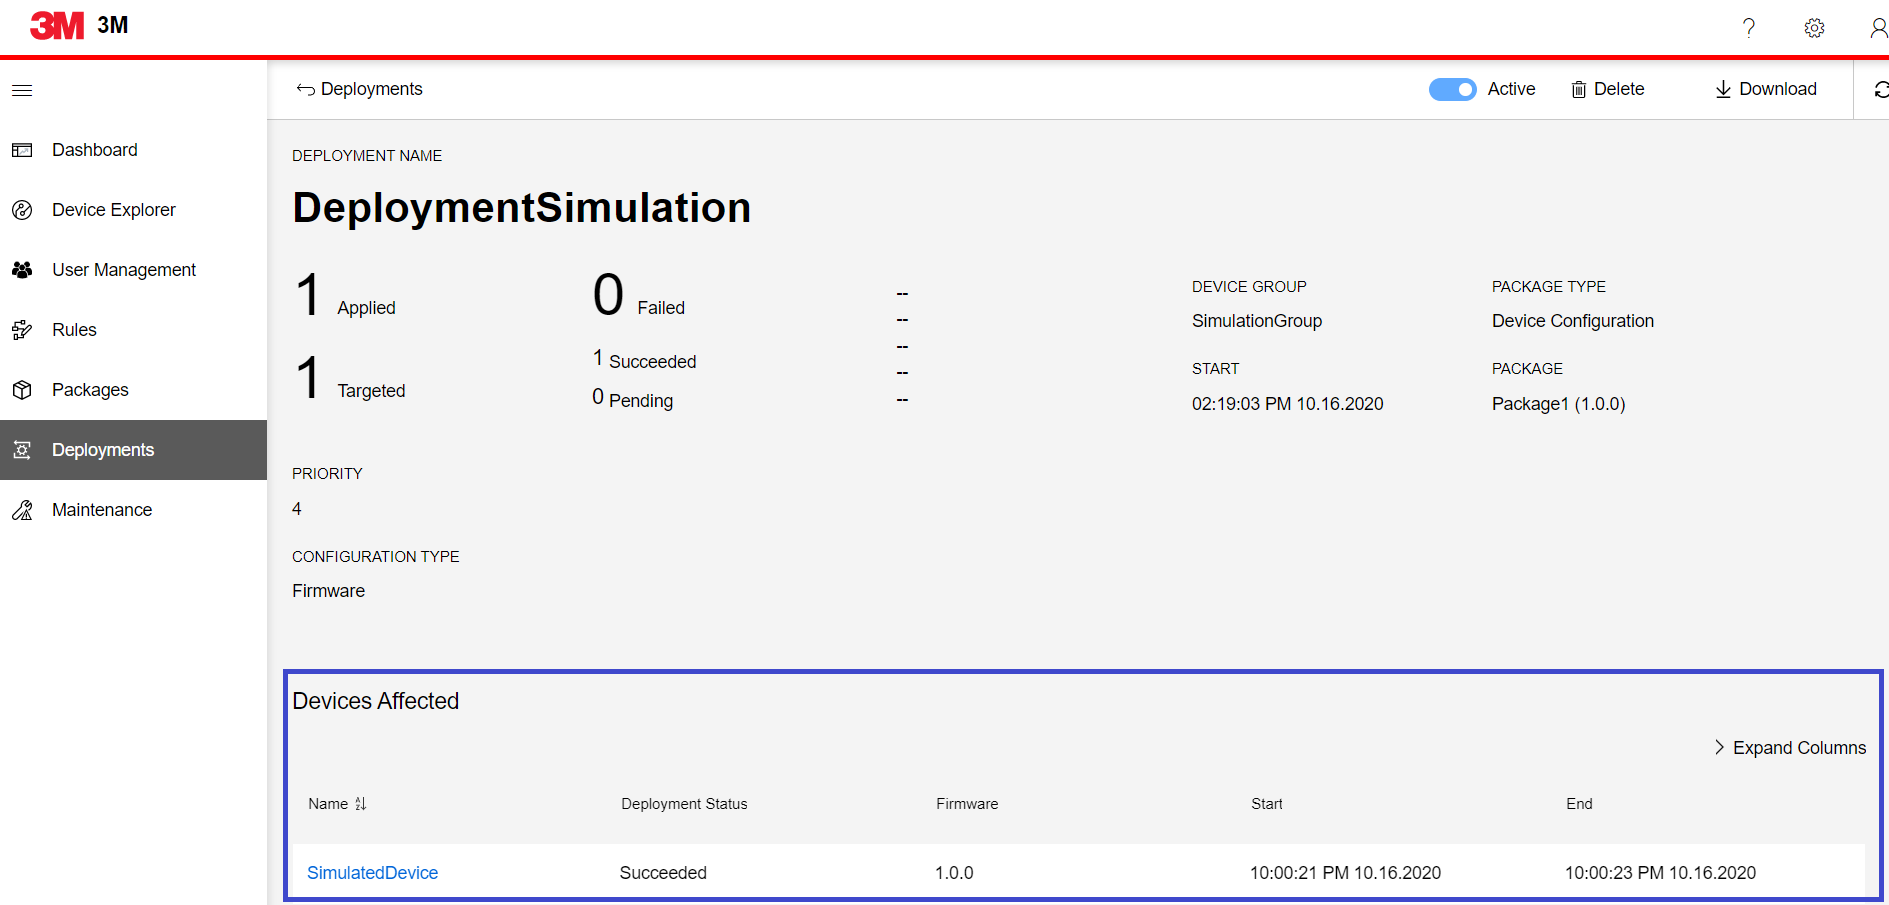 3M 3M
Deployments
Active
Delete
Download
Dashboard
Device Explorer
User Management
Rules
Packages
Deployments
Maintenance
DEPLOYMENT NAME
DeploymentSimulation
1 Applied
1 Targeted
0 Failed
1 Succeeded
0 Pending
--
--
--
--
--
DEVICE GROUP
SimulationGroup
PACKAGE TYPE
Device Configuration
START
02:19:03 PM 10.16.2020
PACKAGE
Package1 (1.0.0)
PRIORITY
4
CONFIGURATION TYPE
Firmware
Devices Affected
Expand Columns
Name Deployment Status Firmware Start End
SimulatedDevice Succeeded 1.0.0 10:00:21 PM 10.16.2020 10:00:23 PM 10.16.2020